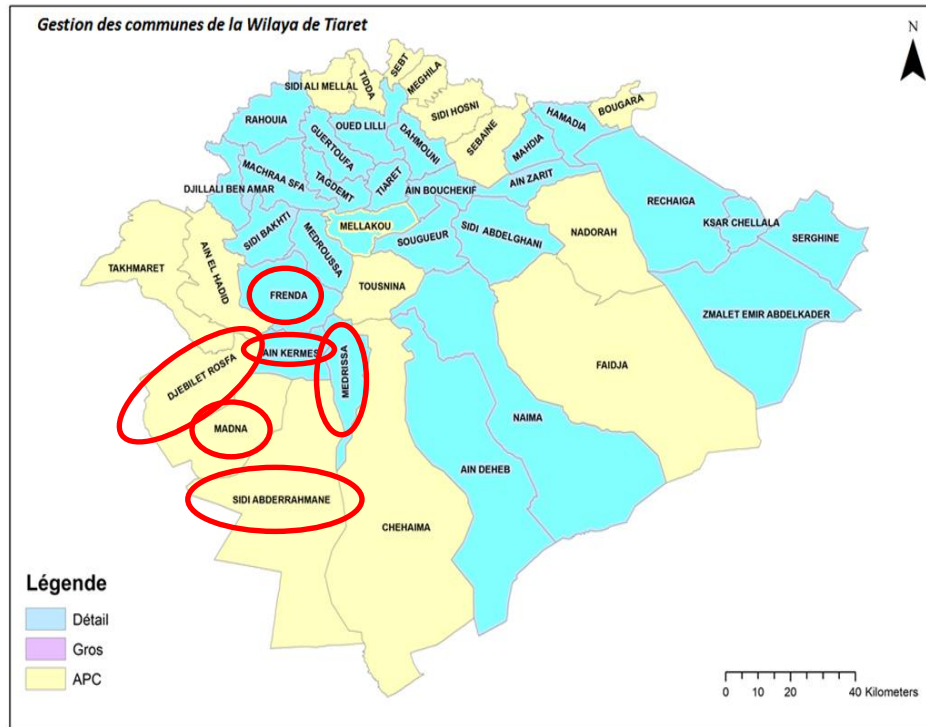 Gestion des communes de la Wilaya de Tiaret
N
SEBT
TIDDA
MEGHILA
SIDI ALI MELLAL
BOUGARA
SIDI HOSNI
HAMADIA
RAHOUIA
OUED LILLI
GUERTOUFA
DAHMOUNI
SEBAINE
MAHDIA
MACHRAA SFA
TAGDEMT
TIARET
AIN ZARIT
DJILLALI BEN AMAR
AIN BOUCHEKIF
RECHAIGA
KSAR CHELLALA
MELLAKOU
SIDI BAKHTI
MEDROUSSA
SOUGUEUR
SIDI ABDELGHANI
NADORAH
SERGHINE
TAKHMARET
AIN EL HADID
TOUSNINA
FRENDA
ZMALET EMIR ABDELKADER
AIN KERMES
MEDRISSA
FAIDJA
DJEBILET ROSFA
NAIMA
MADNA
AIN DEHEB
SIDI ABDERRAHMANE
CHEHAIMA
Légende
Détail
Gros
APC
0 10 20 40 Kilometers